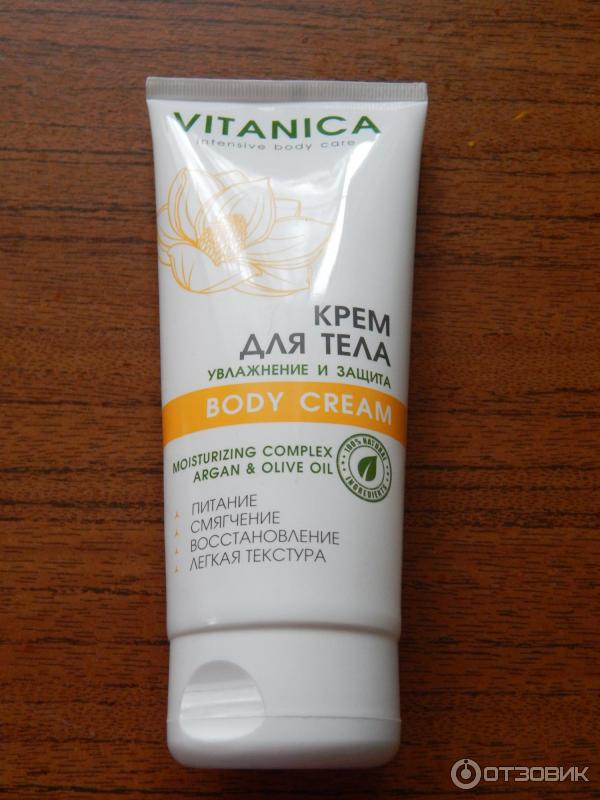 VITANICA
intensive body care
КРЕМ
ДЛЯ ТЕЛА
УВЛАЖНЕНИЕ И ЗАЩИТА
BODY CREAM
MOISTURIZING COMPLEX
ARGAN & OLIVE OIL
100% NATURAL
INGREDIENTS
ПИТАНИЕ
СМЯГЧЕНИЕ
ВОССТАНОВЛЕНИЕ
ЛЕГКАЯ ТЕКСТУРА
ОТЗОВИК